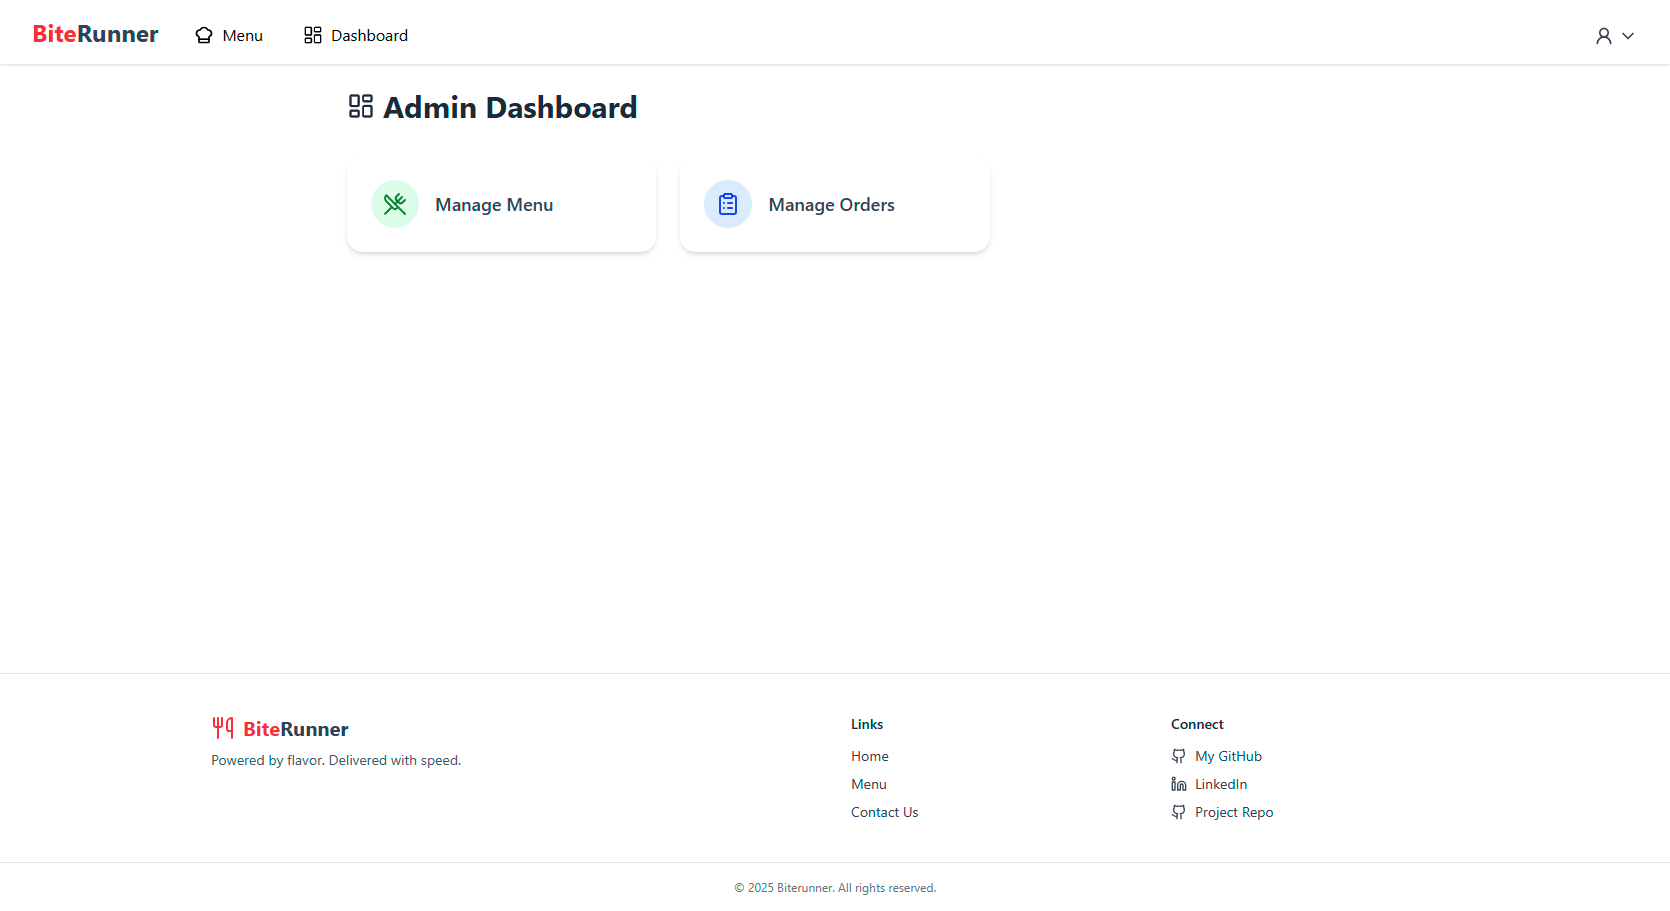 BiteRunner Menu Dashboard
Admin Dashboard
Manage Menu
Manage Orders
BiteRunner
Powered by flavor. Delivered with speed.
Links
Home
Menu
Contact Us
Connect
My GitHub
LinkedIn
Project Repo
© 2025 Biterunner. All rights reserved.